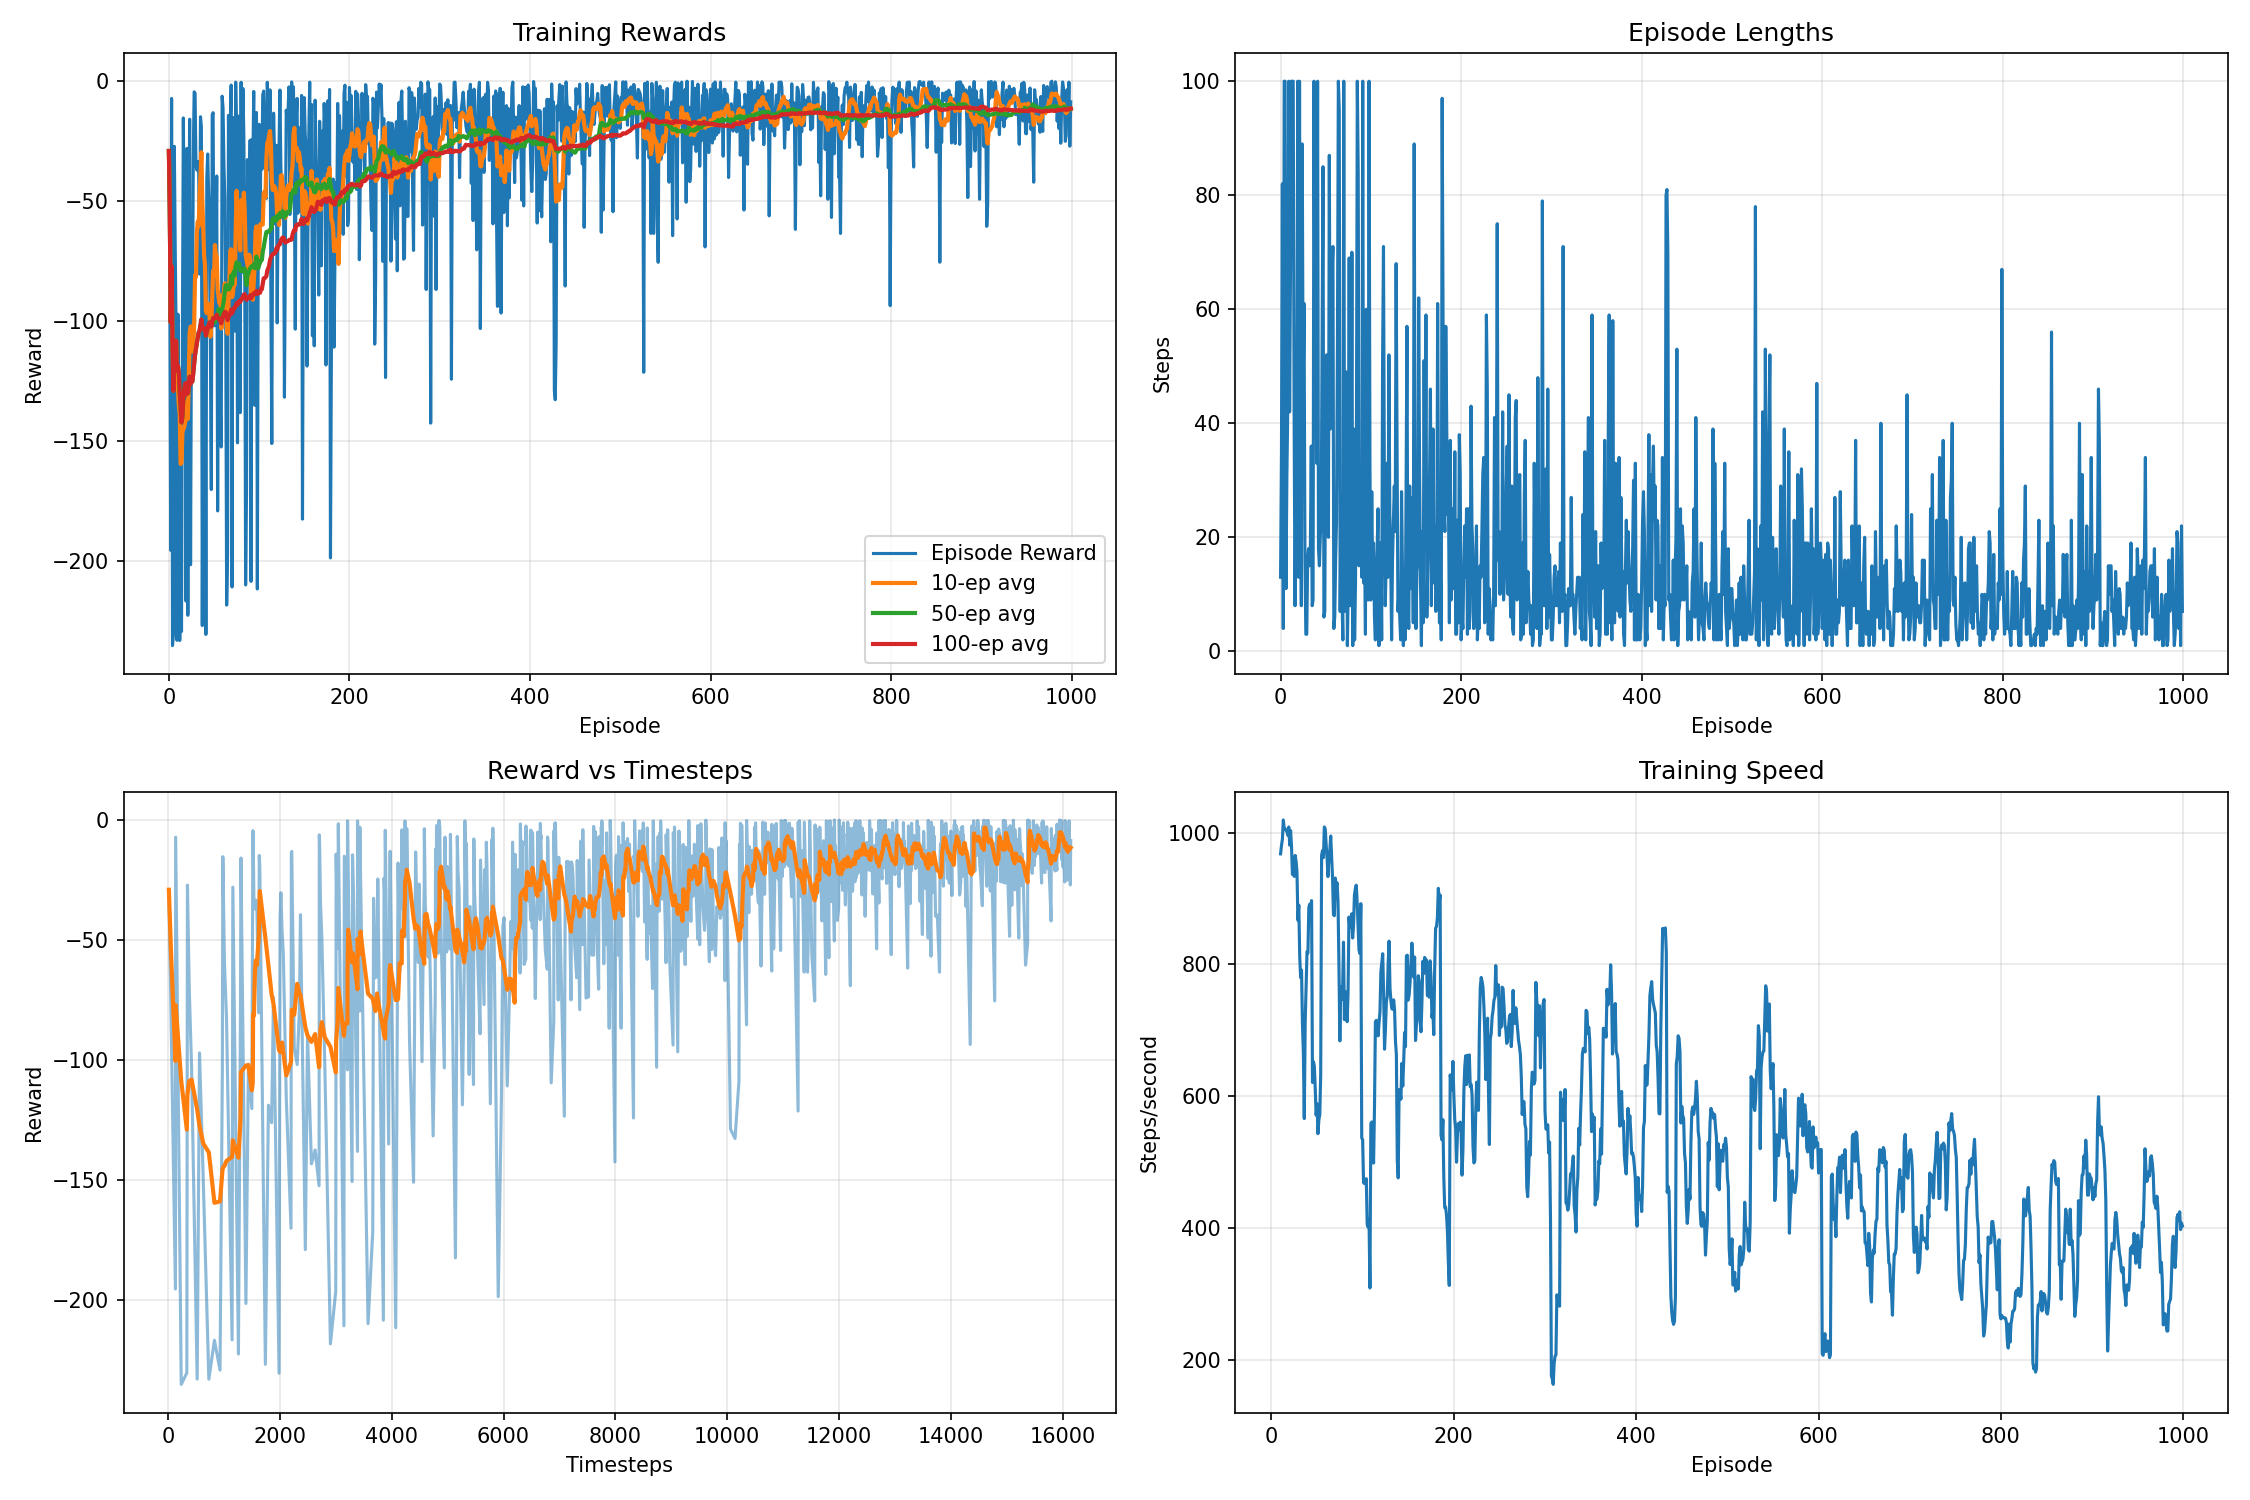 Training Rewards
Reward
0
−50
−100
−150
−200
Episode Reward
10-ep avg
50-ep avg
100-ep avg
0 200 400 600 800 1000
Episode
Episode Lengths
Steps
100
80
60
40
20
0
0 200 400 600 800 1000
Episode
Reward vs Timesteps
Reward
0
−50
−100
−150
−200
0 2000 4000 6000 8000 10000 12000 14000 16000
Timesteps
Training Speed
Steps/second
1000
800
600
400
200
0 200 400 600 800 1000
Episode